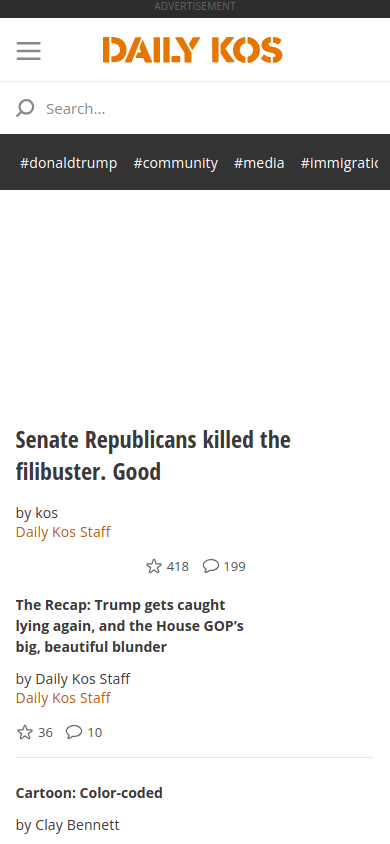 ADVERTISEMENT
DAILY KOS
Search...
#donaldtrump #community #media #immigratic
Senate Republicans killed the
filibuster. Good
by kos
Daily Kos Staff
418 199
The Recap: Trump gets caught
lying again, and the House GOP’s
big, beautiful blunder
by Daily Kos Staff
Daily Kos Staff
36 10
Cartoon: Color-coded
by Clay Bennett